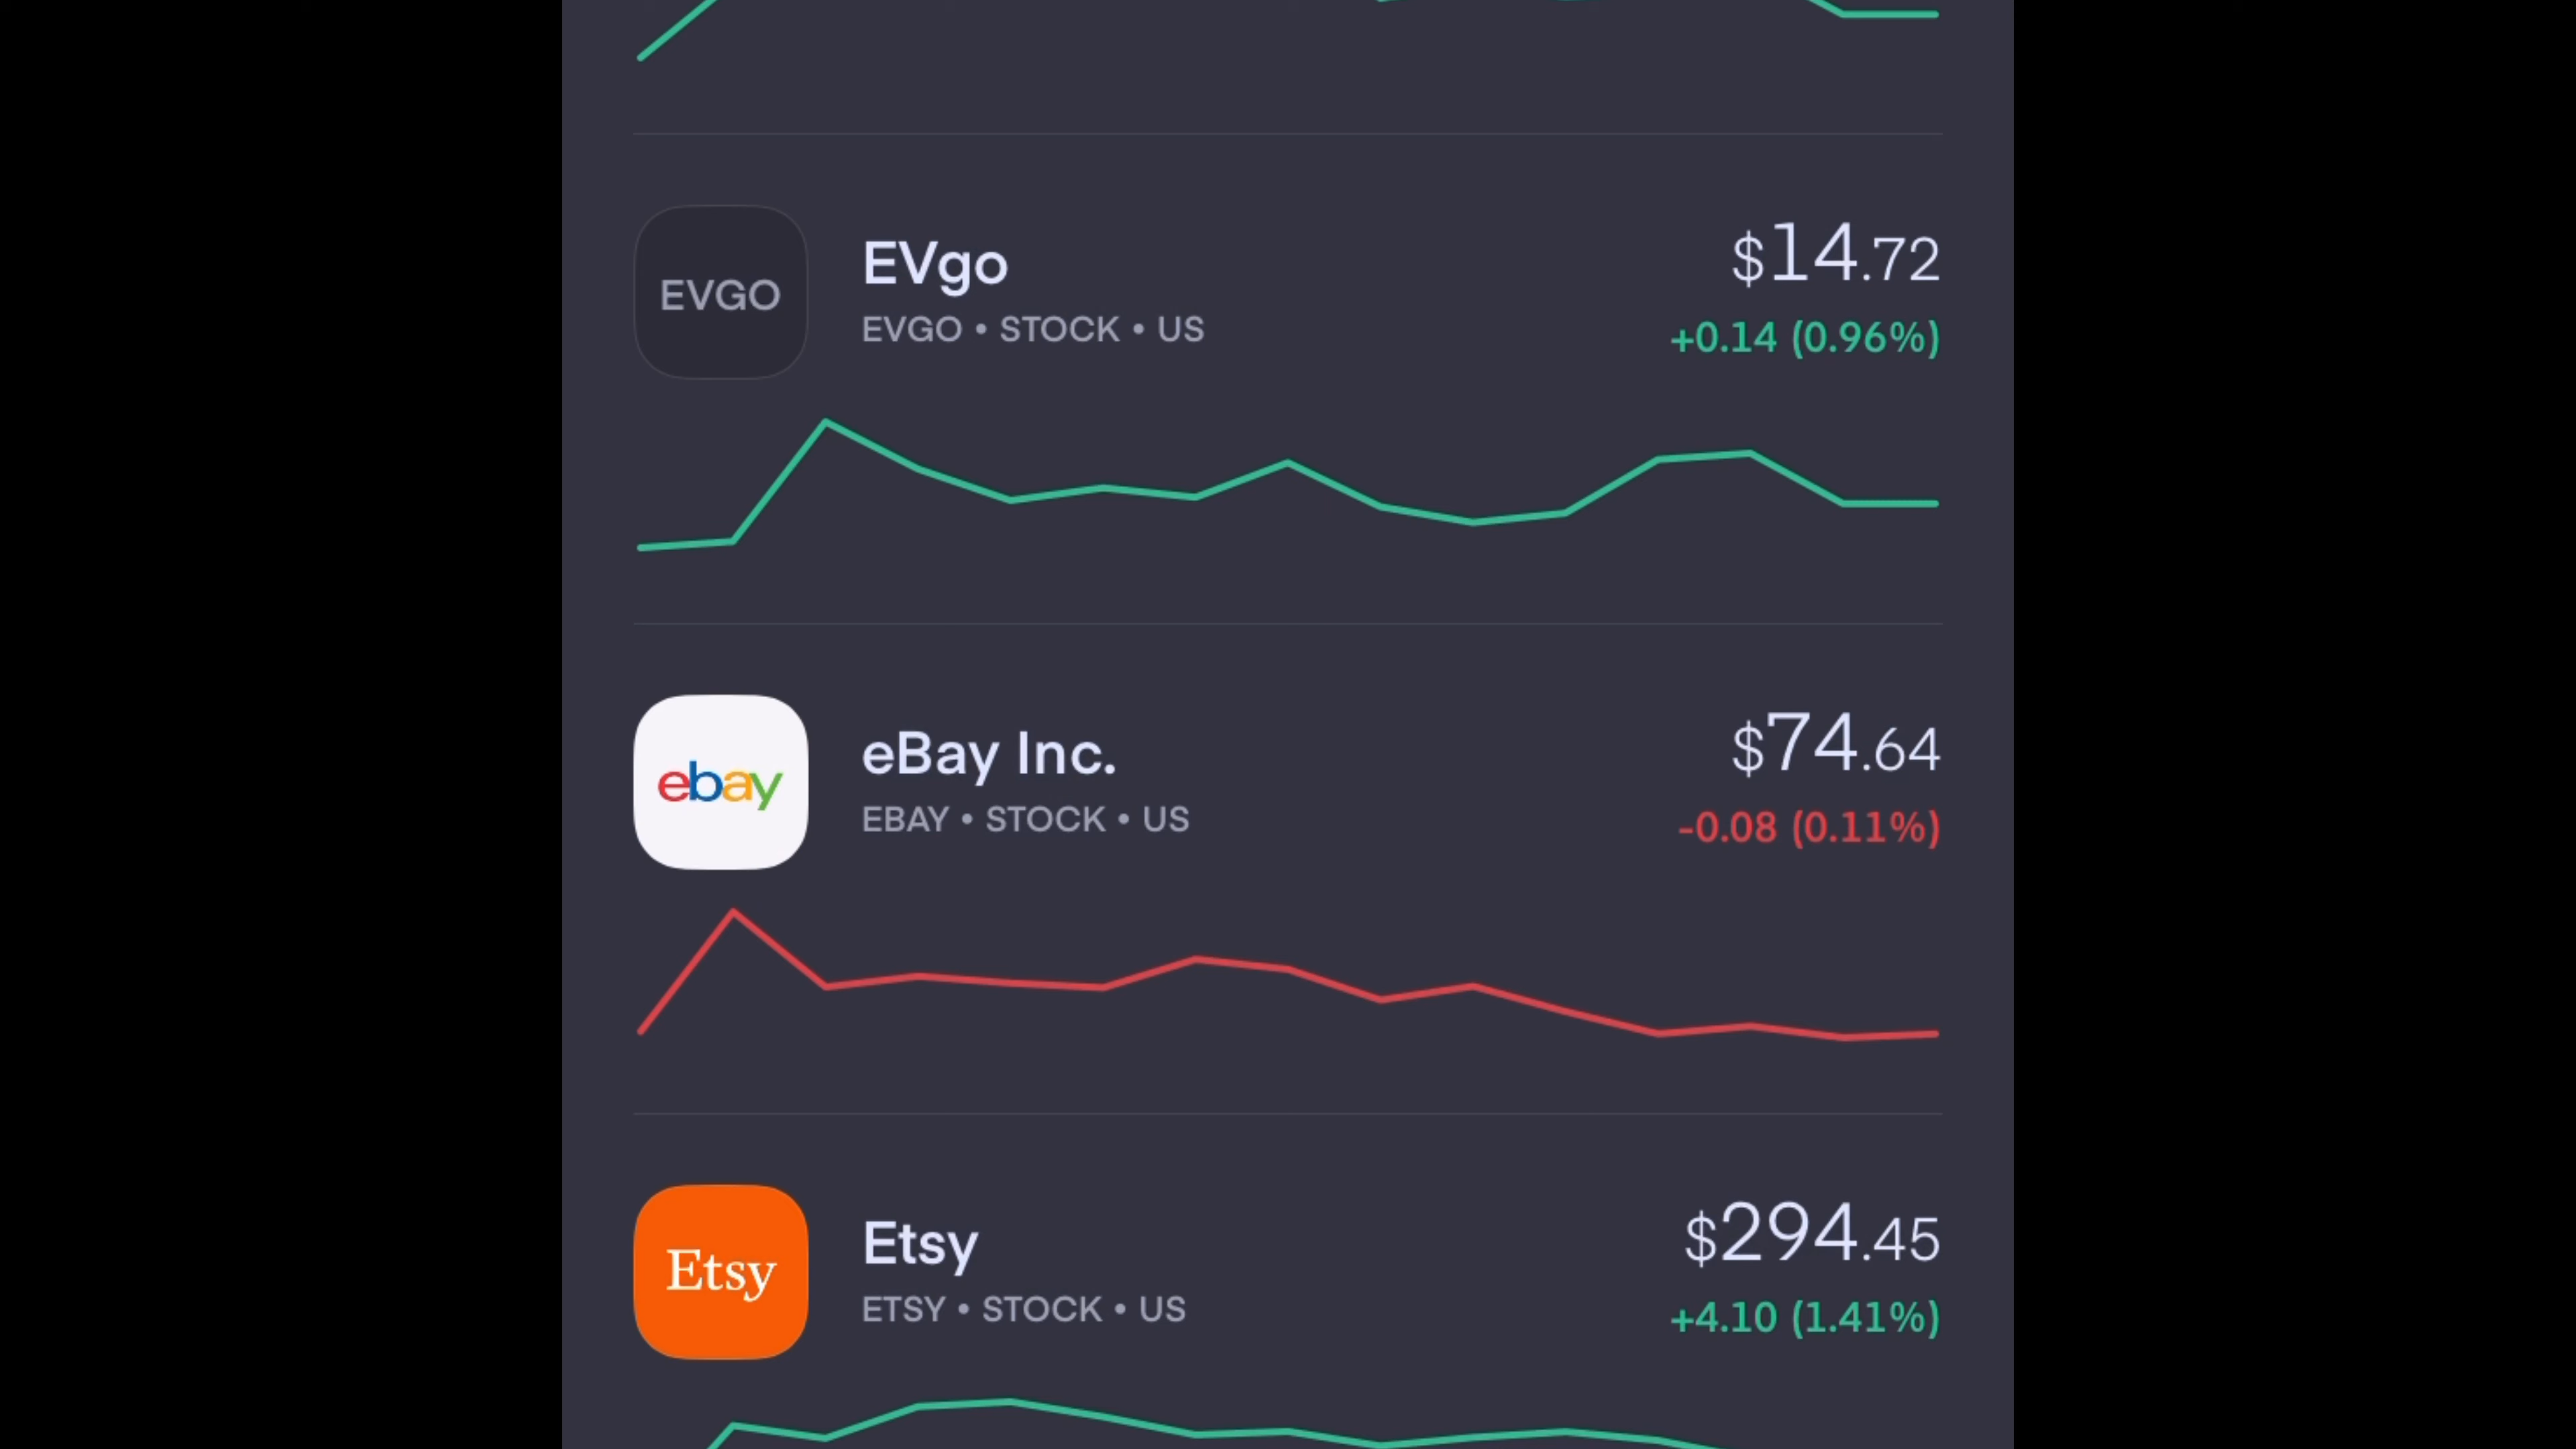 EVGO
EVgo
EVGO • STOCK • US
$14.72
+0.14 (0.96%)
ebay
eBay Inc.
EBAY • STOCK • US
$74.64
-0.08 (0.11%)
Etsy
Etsy
ETSY • STOCK • US
$294.45
+4.10 (1.41%)